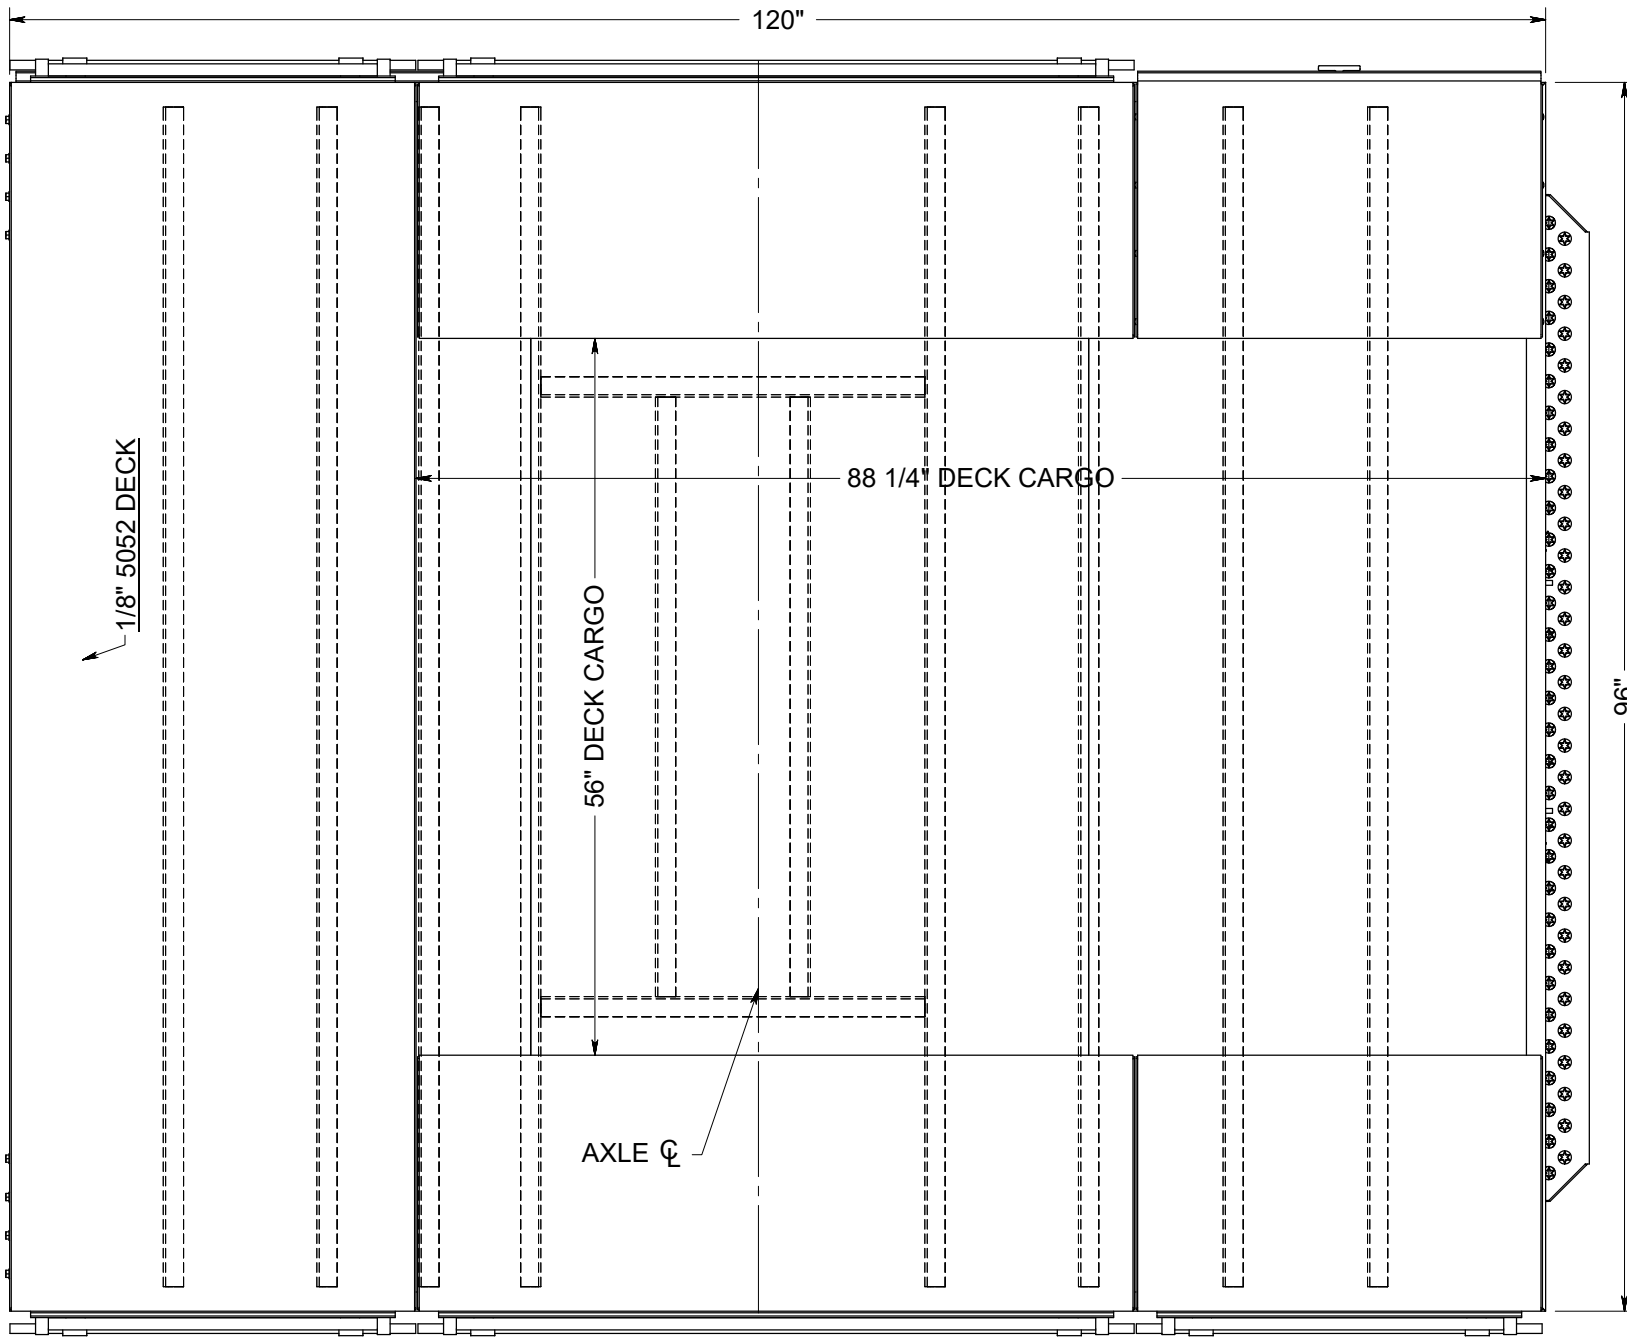 120"
88 1/4" DECK CARGO
1/8" 5052 DECK
56" DECK CARGO
96"
AXLE ℄